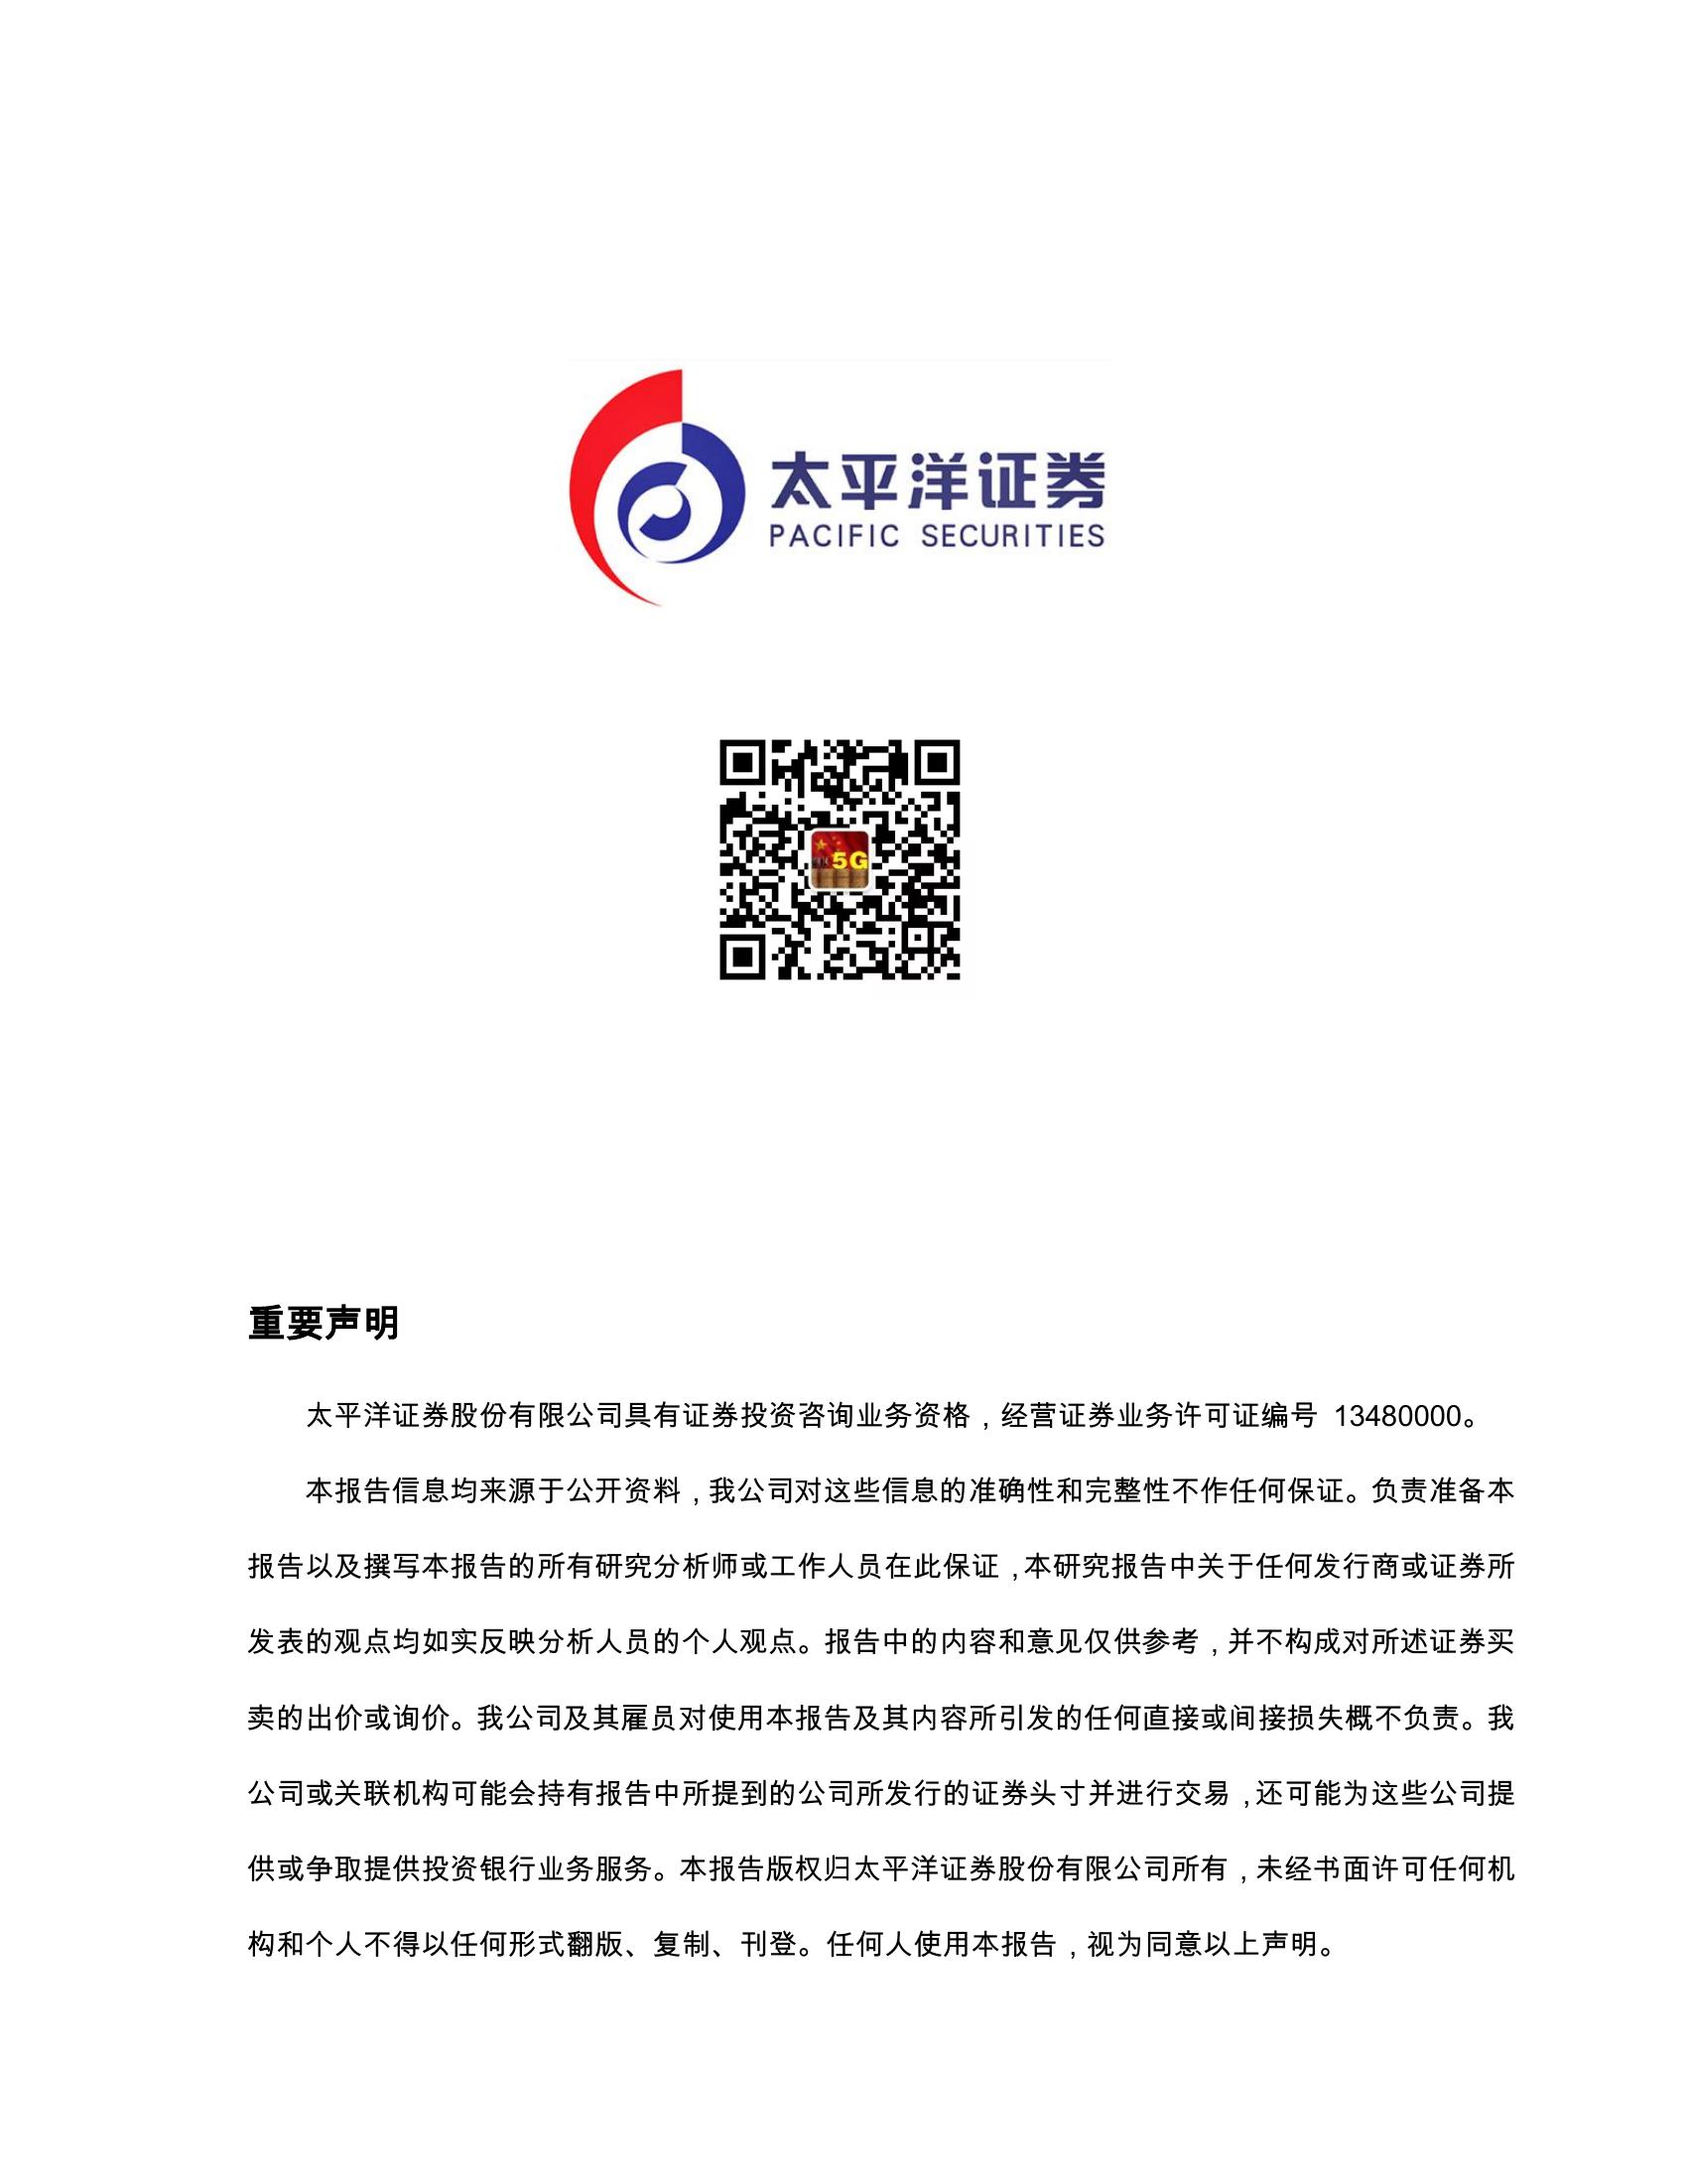 太平洋证券
PACIFIC SECURITIES
5G
重要声明
太平洋证券股份有限公司具有证券投资咨询业务资格，经营证券业务许可证编号 13480000。
本报告信息均来源于公开资料，我公司对这些信息的准确性和完整性不作任何保证。负责准备本
报告以及撰写本报告的所有研究分析师或工作人员在此保证，本研究报告中关于任何发行商或证券所
发表的观点均如实反映分析人员的个人观点。报告中的内容和意见仅供参考，并不构成对所述证券买
卖的出价或询价。我公司及其雇员对使用本报告及其内容所引发的任何直接或间接损失概不负责。我
公司或关联机构可能会持有报告中所提到的公司所发行的证券头寸并进行交易，还可能为这些公司提
供或争取提供投资银行业务服务。本报告版权归太平洋证券股份有限公司所有，未经书面许可任何机
构和个人不得以任何形式翻版、复制、刊登。任何人使用本报告，视为同意以上声明。